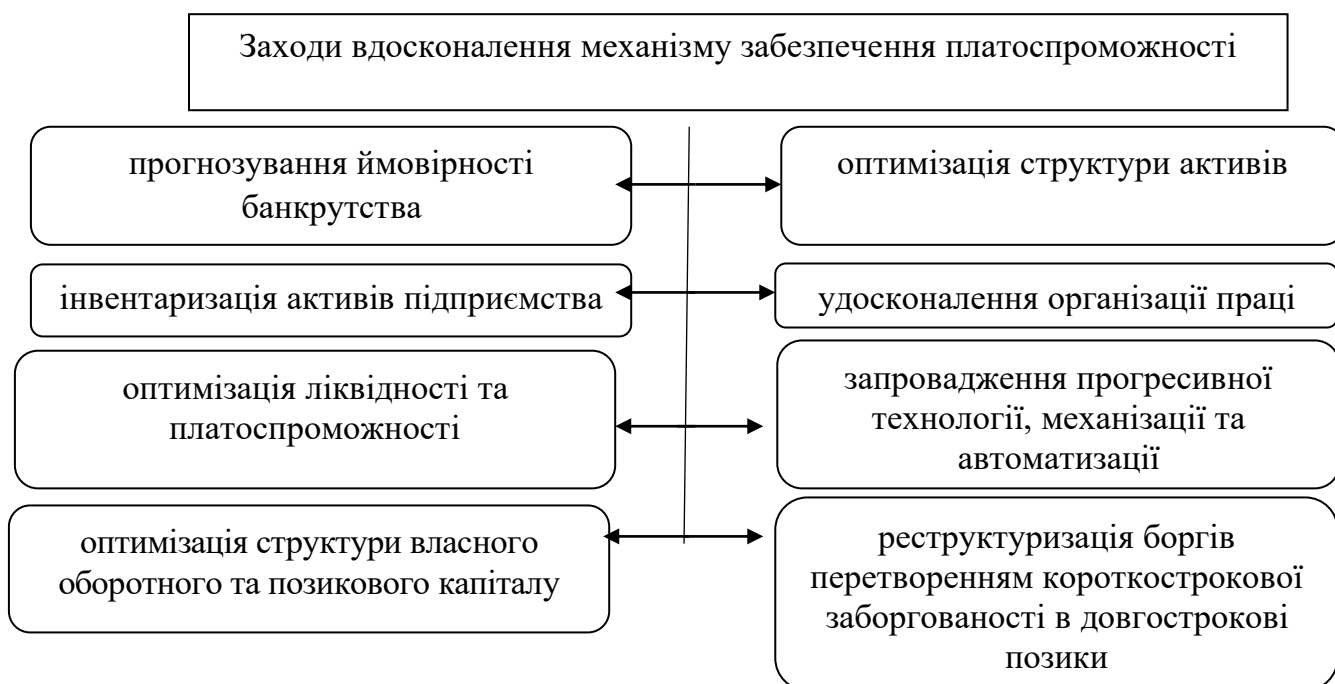 Заходи вдосконалення механізму забезпечення платоспроможності
прогнозування ймовірності
банкрутства
оптимізація структури активів
інвентаризація активів підприємства
удосконалення організації праці
оптимізація ліквідності та
платоспроможності
запровадження прогресивної
технології, механізації та
автоматизації
оптимізація структури власного
оборотного та позикового капіталу
реструктуризація боргів
перетворенням короткострокової
заборгованості в довгострокові
позики